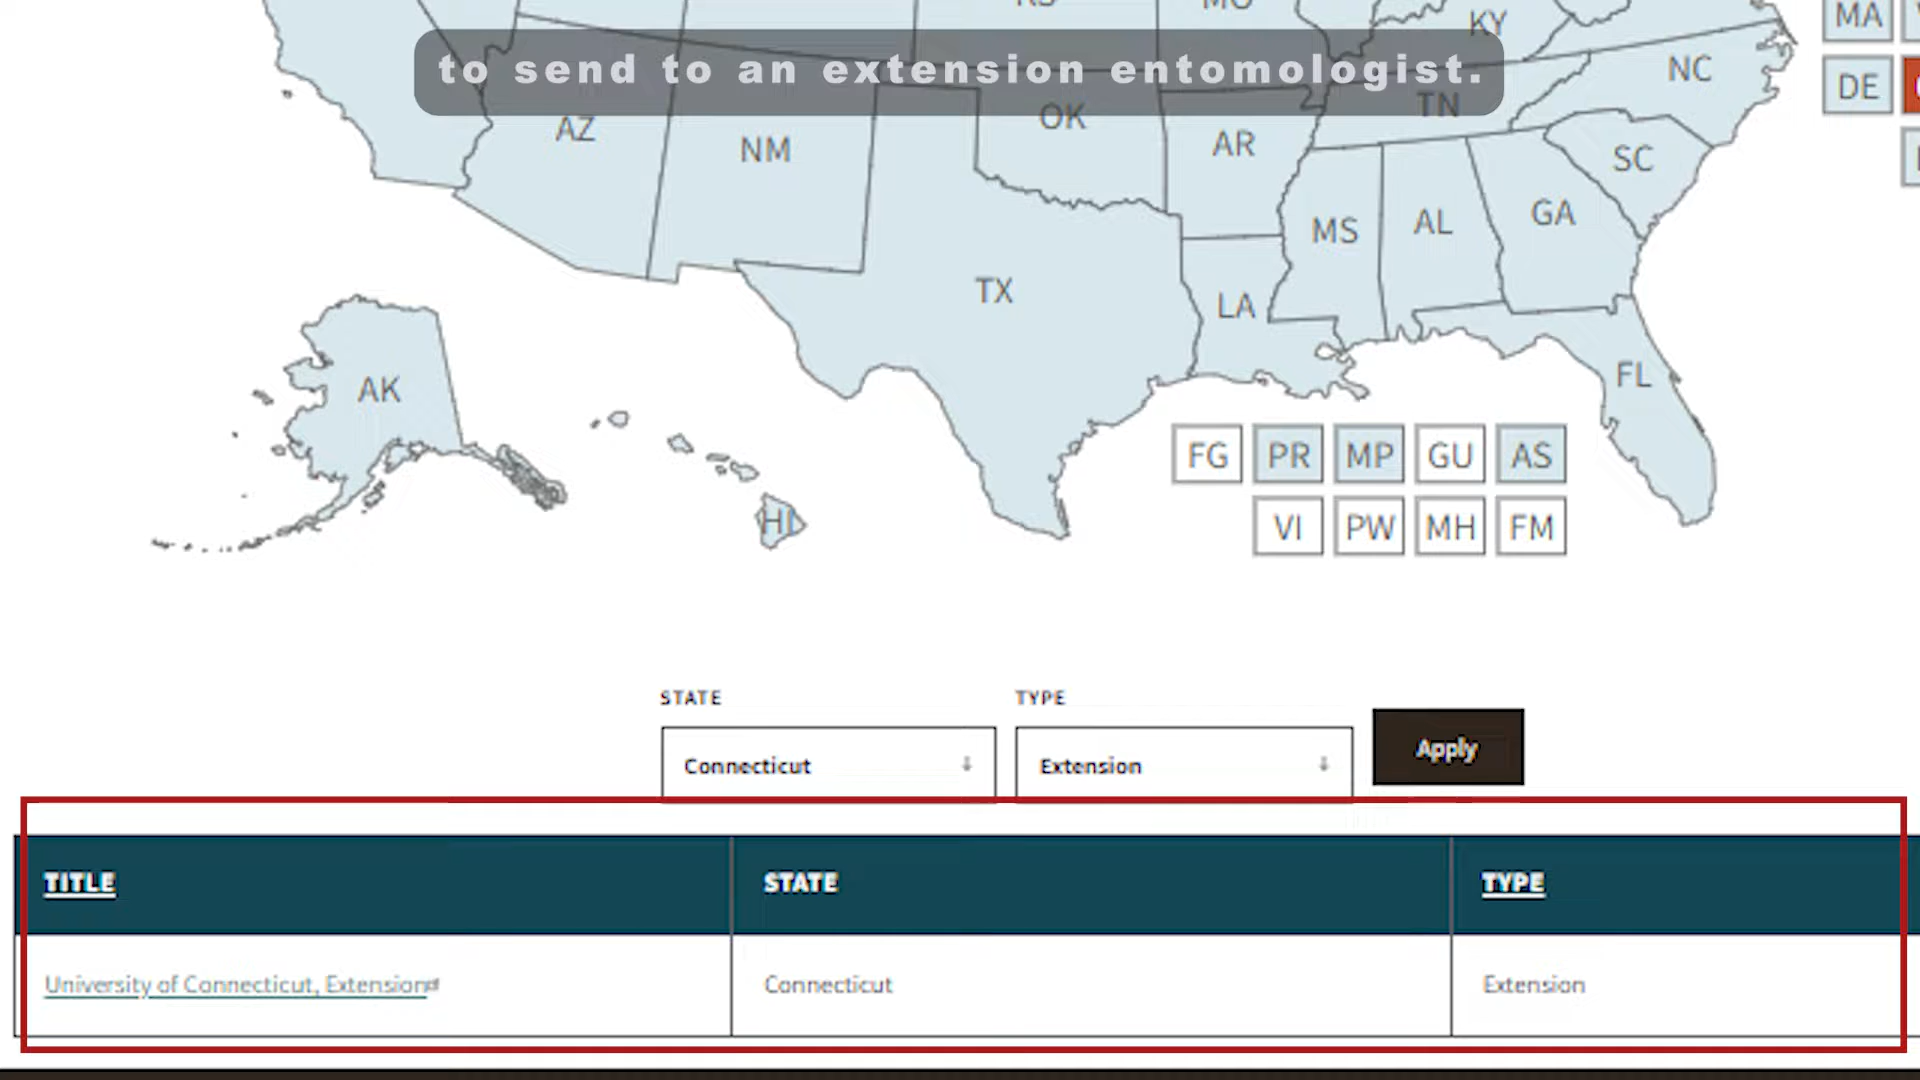 KY
MA
to send to an extension entomologist.
NC
DE
AZ
NM
OK
AR
TN
SC
MS
AL
GA
TX
LA
AK
FL
HI
FG PR MP GU AS
VI PW MH FM
STATE TYPE
Connecticut Extension Apply
TITLE STATE TYPE
University of Connecticut, Extension Connecticut Extension